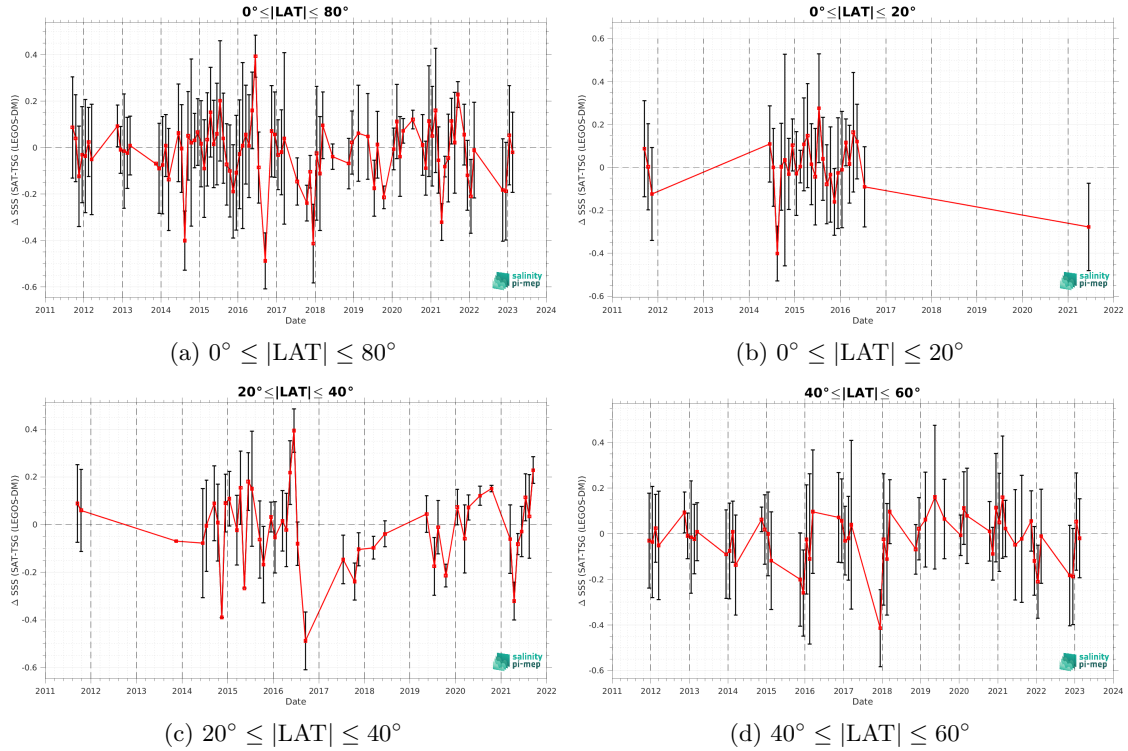 0°≤|LAT|≤ 80°
Δ SSS (SAT-TSG (LEGOS-DM))
0.4
0.2
0
-0.2
-0.4
-0.6
2011 2012 2013 2014 2015 2016 2017 2018 2019 2020 2021 2022 2023 2024
Date
salinity
pi-mep
(a) 0° ≤ |LAT| ≤ 80°
0°≤|LAT|≤ 20°
Δ SSS (SAT-TSG (LEGOS-DM))
0.6
0.4
0.2
0
-0.2
-0.4
-0.6
2011 2012 2013 2014 2015 2016 2017 2018 2019 2020 2021 2022
Date
salinity
pi-mep
(b) 0° ≤ |LAT| ≤ 20°
20°≤|LAT|≤ 40°
Δ SSS (SAT-TSG (LEGOS-DM))
0.4
0.2
0
-0.2
-0.4
-0.6
2011 2012 2013 2014 2015 2016 2017 2018 2019 2020 2021 2022
Date
salinity
pi-mep
(c) 20° ≤ |LAT| ≤ 40°
40°≤|LAT|≤ 60°
Δ SSS (SAT-TSG (LEGOS-DM))
0.4
0.2
0
-0.2
-0.4
-0.6
2011 2012 2013 2014 2015 2016 2017 2018 2019 2020 2021 2022 2023 2024
Date
salinity
pi-mep
(d) 40° ≤ |LAT| ≤ 60°